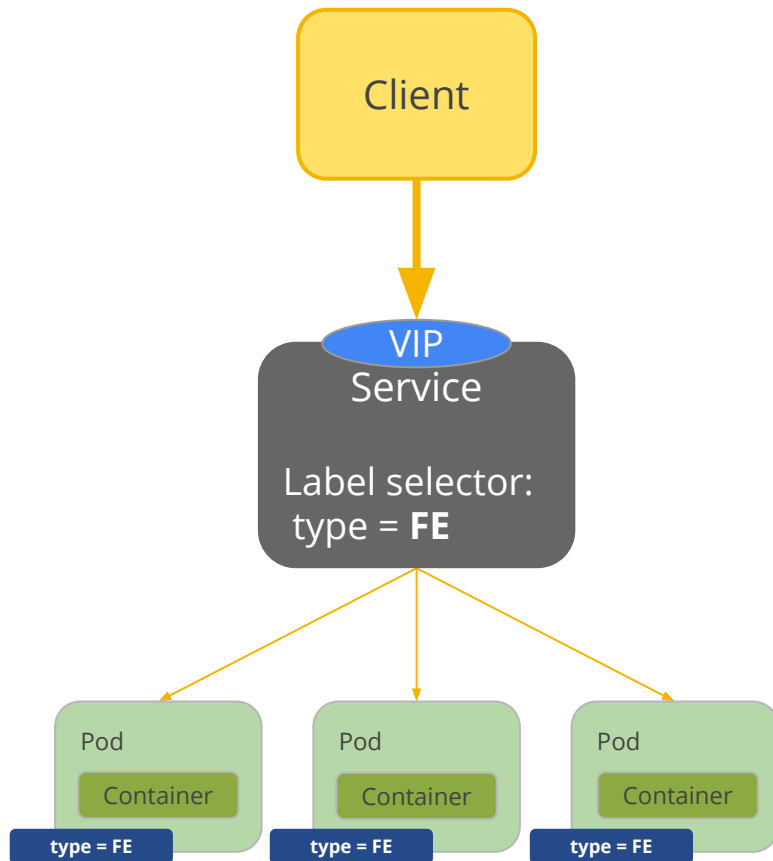 Client
VIP
Service
Label selector:
type = FE
Pod
Pod
Pod
Container
Container
Container
type = FE
type = FE
type = FE